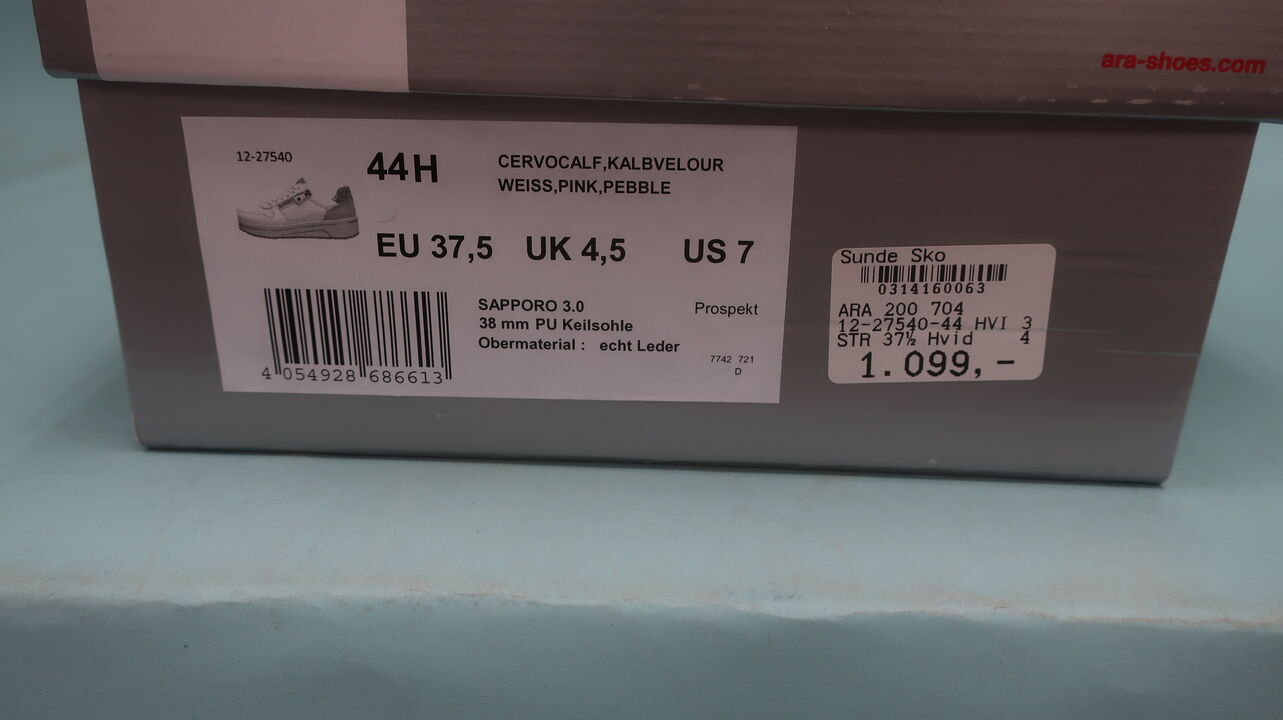 ara-shoes.com
12-27540
44 H
CERVOCALF,KALBVELOUR
WEISS,PINK,PEBBLE
EU 37,5 UK 4,5 US 7
SAPPORO 3.0
38 mm PU Keilsohle
Obermaterial : echt Leder
Prospekt
7742 721
D
4 054928 686613
Sunde Sko
0314160063
ARA 200 704
12-27540-44 HVI 3
STR 37½ Hvid 4
1.099,-